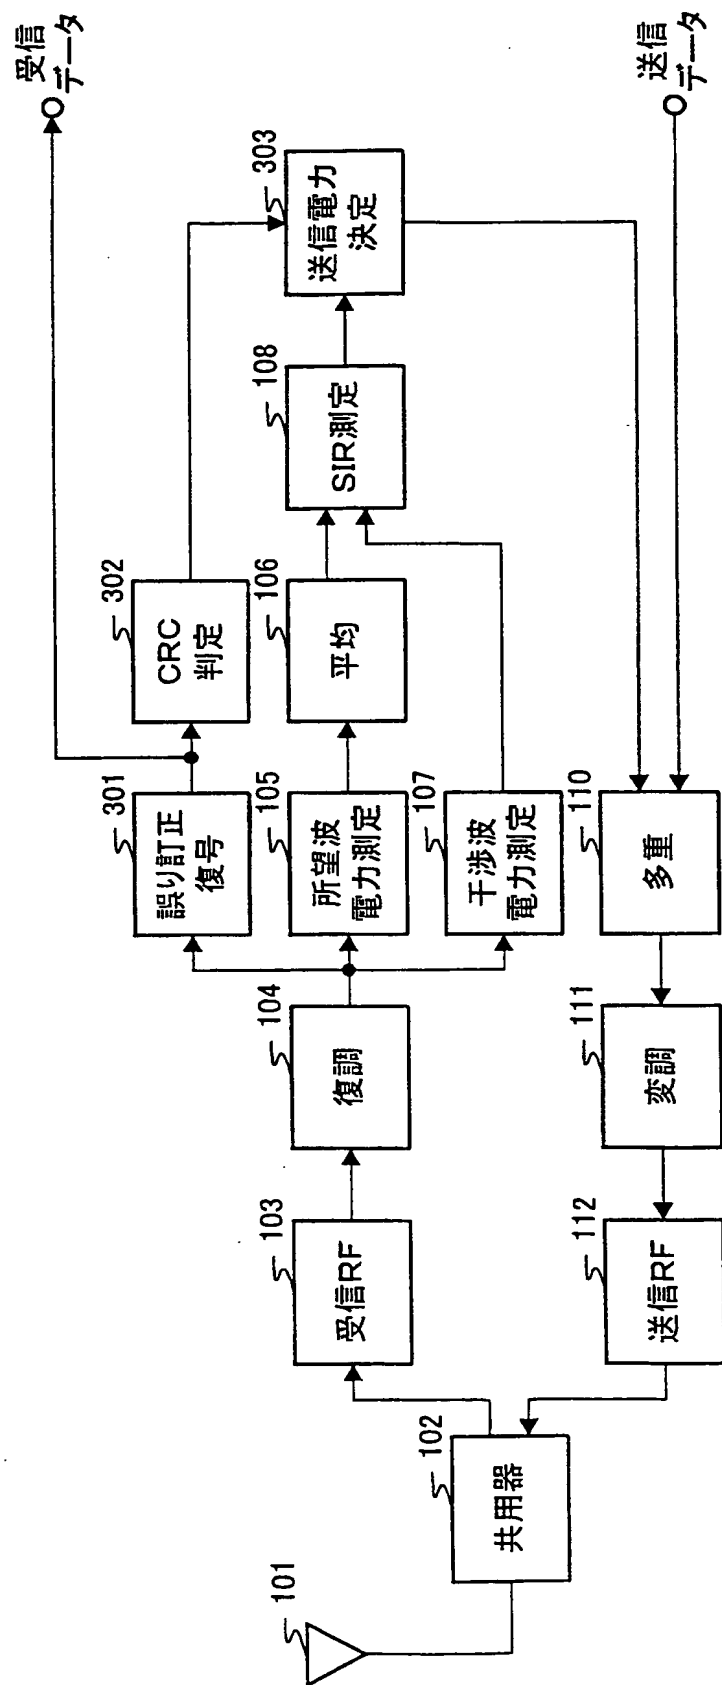 101
102
共用器
103
受信RF
104
復調
301
誤り訂正
復号
302
CRC
判定
受信
データ
105
所望波
電力測定
106
平均
107
干渉波
電力測定
108
SIR測定
303
送信電力
決定
送信
データ
110
多重
111
変調
112
送信RF